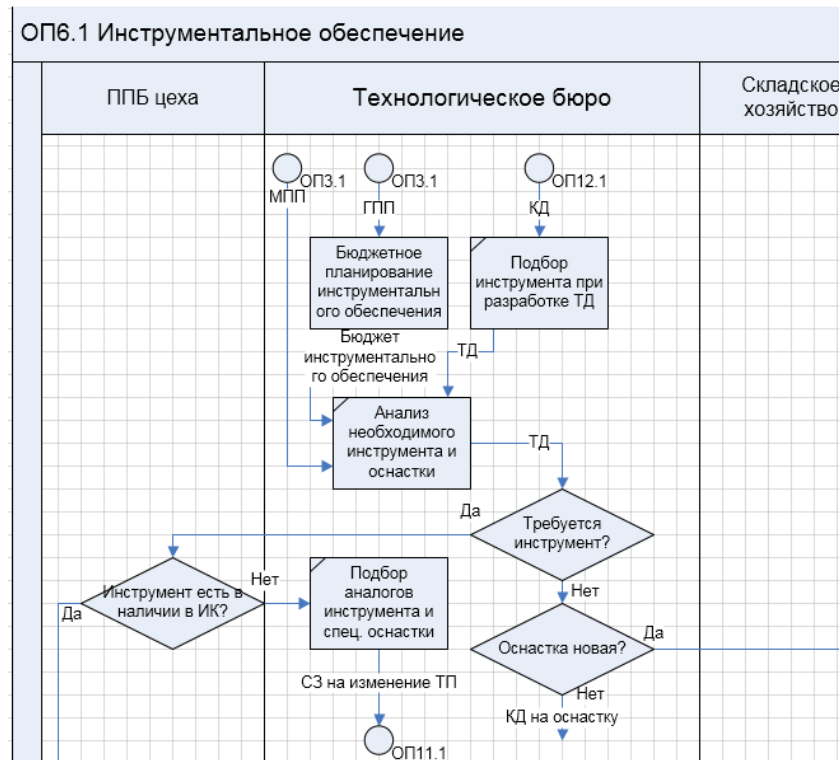 ОП6.1 Инструментальное обеспечение
ППБ цеха
Технологическое бюро
Складское
хозяйство
ОП3.1
МПП
ОП3.1
ГПП
ОП12.1
КД
Бюджетное
планирование
инструментальн
ого обеспечения
Подбор
инструмента при
разработке ТД
Бюджет
инструментально
го обеспечения
ТД
Анализ
необходимого
инструмента и
оснастки
ТД
Да
Требуется
инструмент?
Инструмент есть в
наличии в ИК?
Да
Нет
Подбор
аналогов
инструмента и
спец. оснастки
Нет
Оснастка новая?
Да
СЗ на изменение ТП
Нет
КД на оснастку
ОП11.1